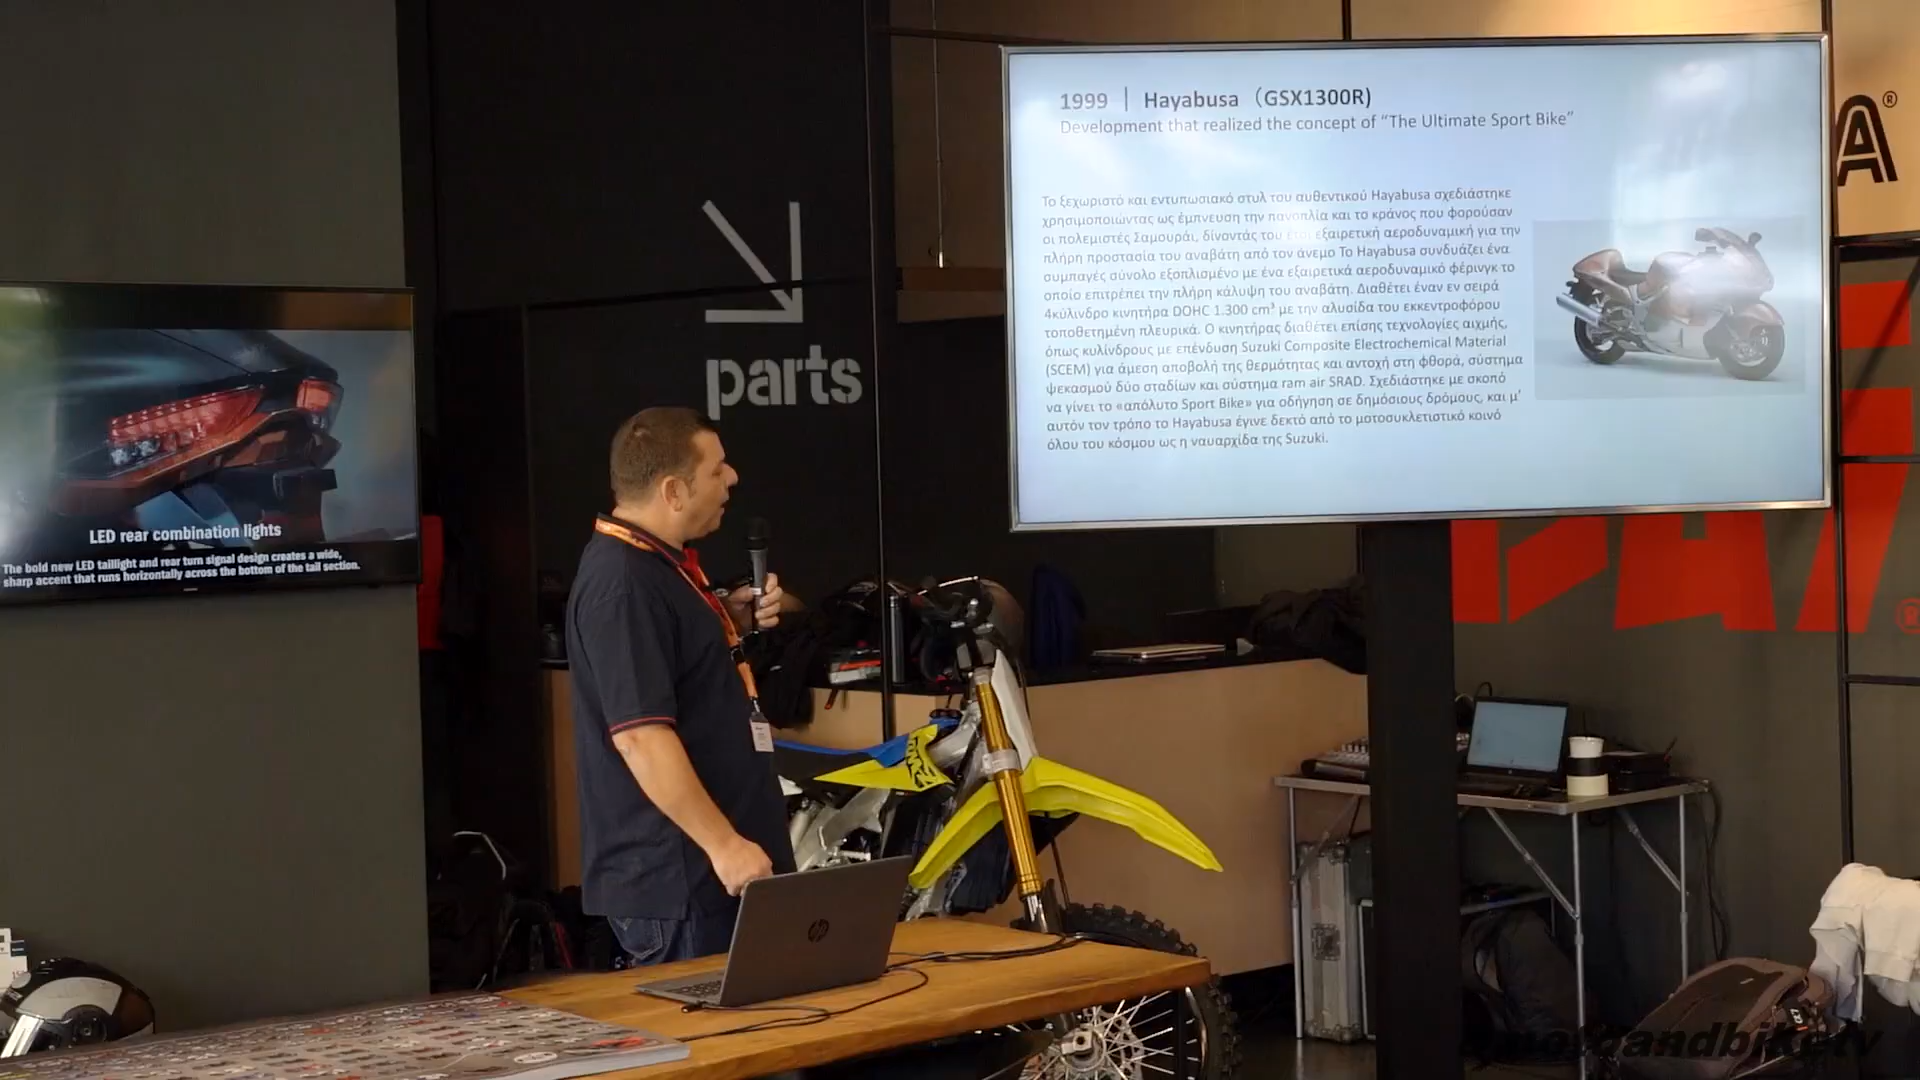 1999 | Hayabusa (GSX1300R)
Development that realized the concept of “The Ultimate Sport Bike”
Το ξεχωριστό και εντυπωσιακό στυλ του αυθεντικού Hayabusa σχεδιάστηκε
χρησιμοποιώντας ως έμπνευση την πανοπλία και το κράνος που φορούσαν
οι πολεμιστές Σαμουράι, δίνοντάς του έτσι εξαιρετική αεροδυναμική για την
πλήρη προστασία του αναβάτη από τον άνεμο Το Hayabusa συνδυάζει ένα
συμπαγές σύνολο εξοπλισμένο με ένα εξαιρετικά αεροδυναμικό φέρινγκ το
οποίο επιτρέπει την πλήρη κάλυψη του αναβάτη. Διαθέτει έναν εν σειρά
4κύλινδρο κινητήρα DOHC 1.300 cm³ με την αλυσίδα του εκκεντροφόρου
τοποθετημένη πλευρικά. Ο κινητήρας διαθέτει επίσης τεχνολογίες αιχμής,
όπως κυλίνδρους με επένδυση Suzuki Composite Electrochemical Material
(SCEM) για άμεση αποβολή της θερμότητας και αντοχή στη φθορά, σύστημα
ψεκασμού δύο σταδίων και σύστημα ram air SRAD. Σχεδιάστηκε με σκοπό
να γίνει το «απόλυτο Sport Bike» για οδήγηση σε δημόσιους δρόμους, και μ'
αυτόν τον τρόπο το Hayabusa έγινε δεκτό από το μοτοσυκλετιστικό κοινό
όλου του κόσμου ως η ναυαρχίδα της Suzuki.
A®
parts
LED rear combination lights
The bold new LED taillight and rear turn signal design creates a wide,
sharp accent that runs horizontally across the bottom of the tail section.
hp